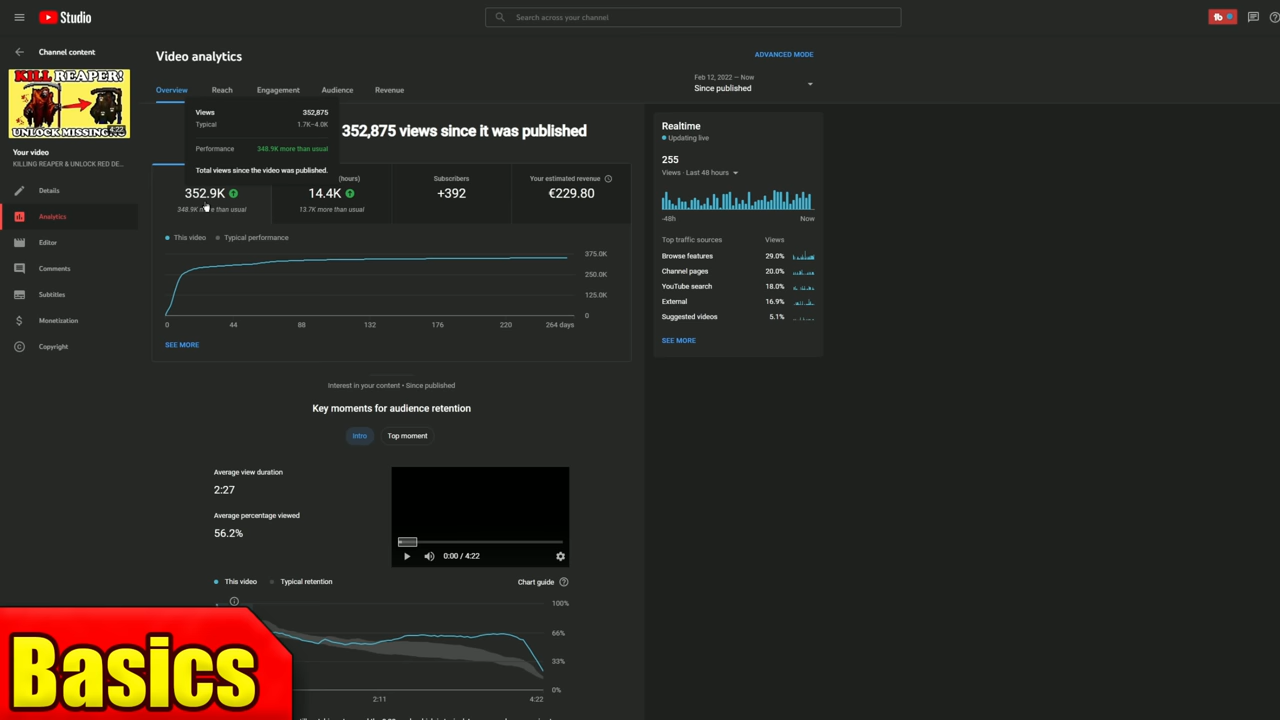 Studio
Search across your channel
Channel content
KILL REAPER!
UNLOCK MISSING
4:22
Your video
KILLING REAPER & UNLOCK RED DE...
Details
Analytics
Editor
Comments
Subtitles
Monetization
Copyright
Video analytics
ADVANCED MODE
Feb 12, 2022 — Now
Since published
Overview
Reach
Engagement
Audience
Revenue
Views 352,875
Typical 1.7K–4.0K
Performance 348.9K more than usual
Total views since the video was published.
352,875 views since it was published
(hours)
Subscribers
Your estimated revenue
352.9K
14.4K
+392
€229.80
13.7K more than usual
This video
Typical performance
375.0K
250.0K
125.0K
0
0 44 88 132 176 220 264 days
SEE MORE
Realtime
Updating live
255
Views · Last 48 hours
-48h
Now
Top traffic sources Views
Browse features 29.0%
Channel pages 20.0%
YouTube search 18.0%
External 16.9%
Suggested videos 5.1%
SEE MORE
Interest in your content • Since published
Key moments for audience retention
Intro
Top moment
Average view duration
2:27
Average percentage viewed
56.2%
0:00 / 4:22
This video
Typical retention
Chart guide
100%
66%
33%
0%
2:11
4:22
Basics